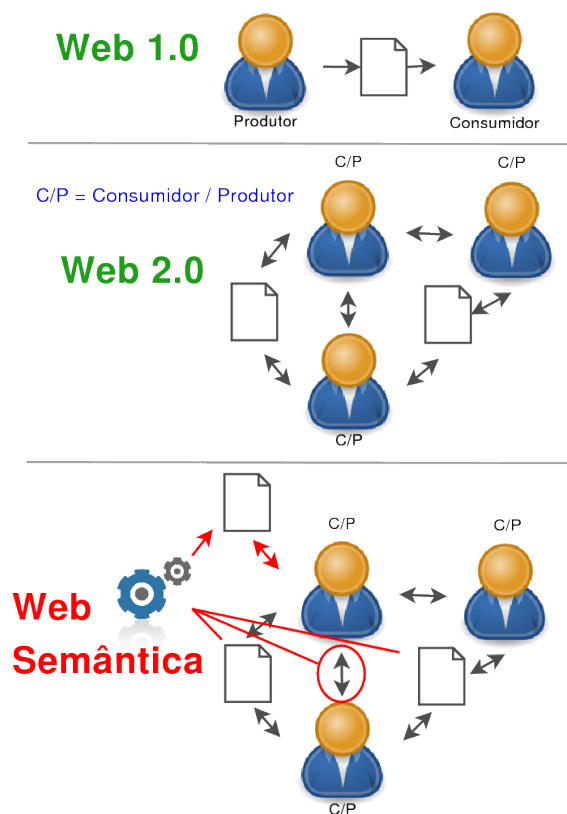 Web 1.0
Produtor
Consumidor
C/P
C/P
C/P = Consumidor / Produtor
Web 2.0
C/P
C/P
C/P
Web
Semântica
C/P